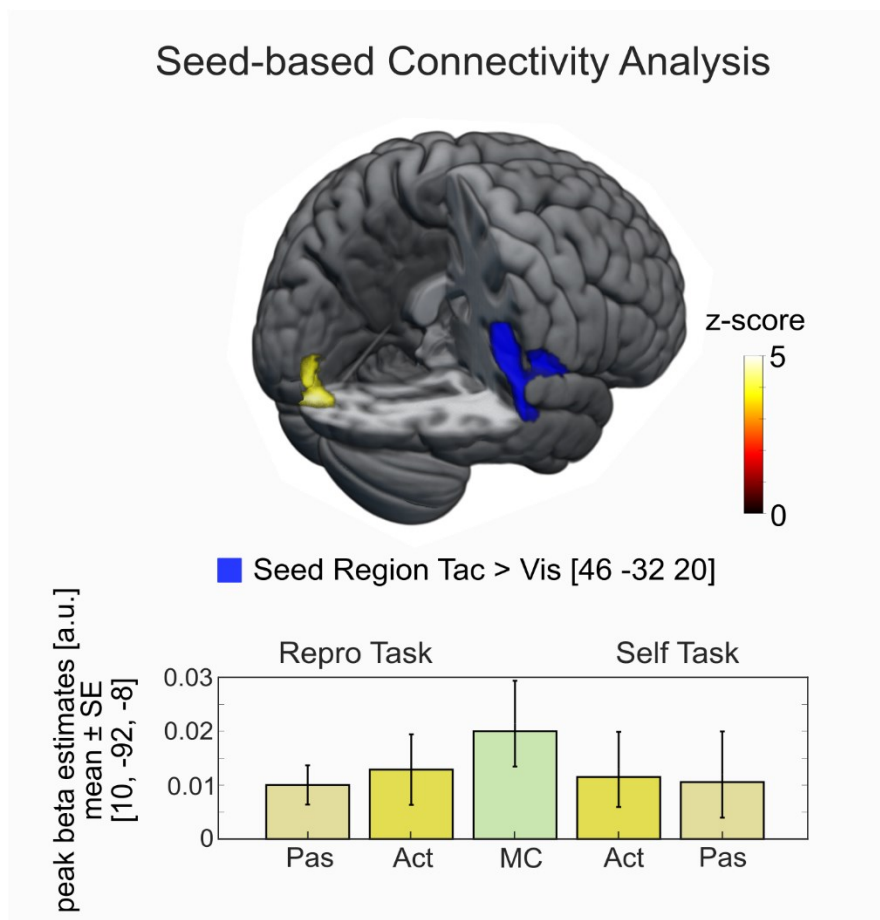 Seed-based Connectivity Analysis
z-score
5
0
Seed Region Tac > Vis [46 -32 20]
peak beta estimates [a.u.]
mean ± SE
[10, -92, -8]
Repro Task
Self Task
0.03
0.02
0.01
0
Pas
Act
MC
Act
Pas